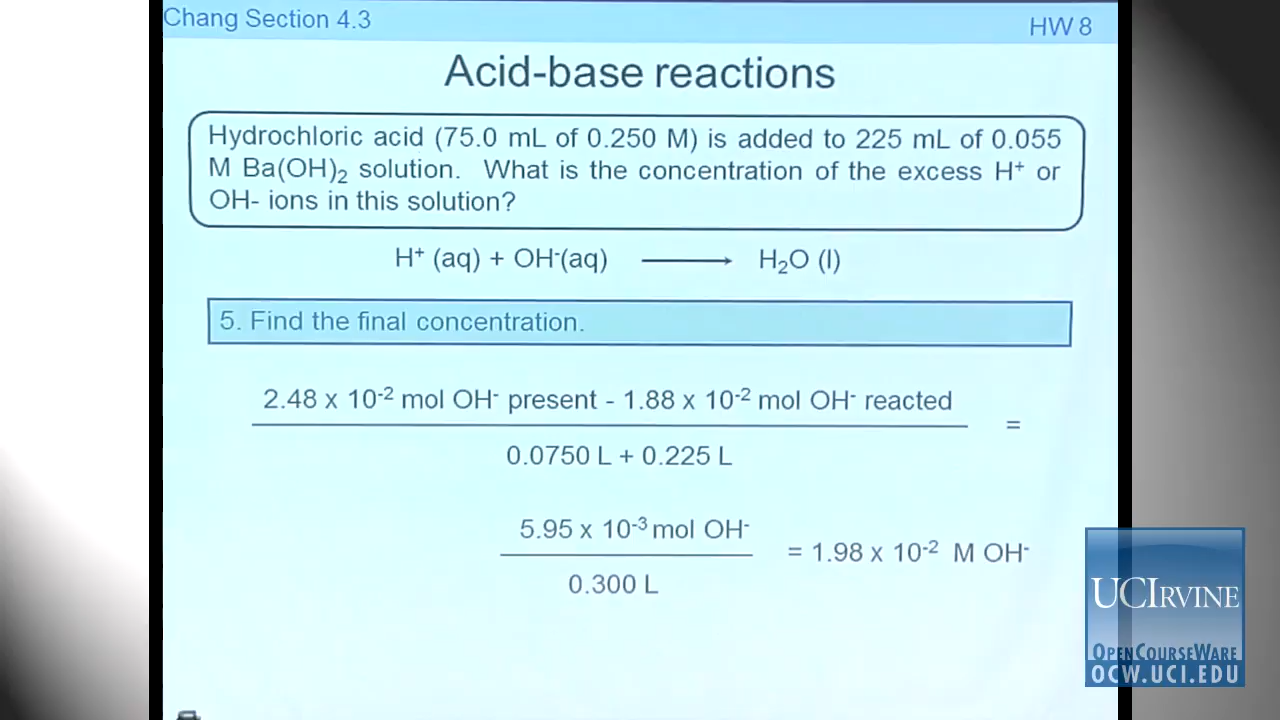 Chang Section 4.3
HW 8
Acid-base reactions
Hydrochloric acid (75.0 mL of 0.250 M) is added to 225 mL of 0.055
M Ba(OH)₂ solution. What is the concentration of the excess H⁺ or
OH- ions in this solution?
H⁺ (aq) + OH⁻(aq) ⟶ H₂O (l)
5. Find the final concentration.
2.48 x 10⁻² mol OH⁻ present - 1.88 x 10⁻² mol OH⁻ reacted
=
0.0750 L + 0.225 L
5.95 x 10⁻³ mol OH⁻
= 1.98 x 10⁻² M OH⁻
0.300 L
UCIRVINE
OPENCOURSEWARE
OCW.UCI.EDU